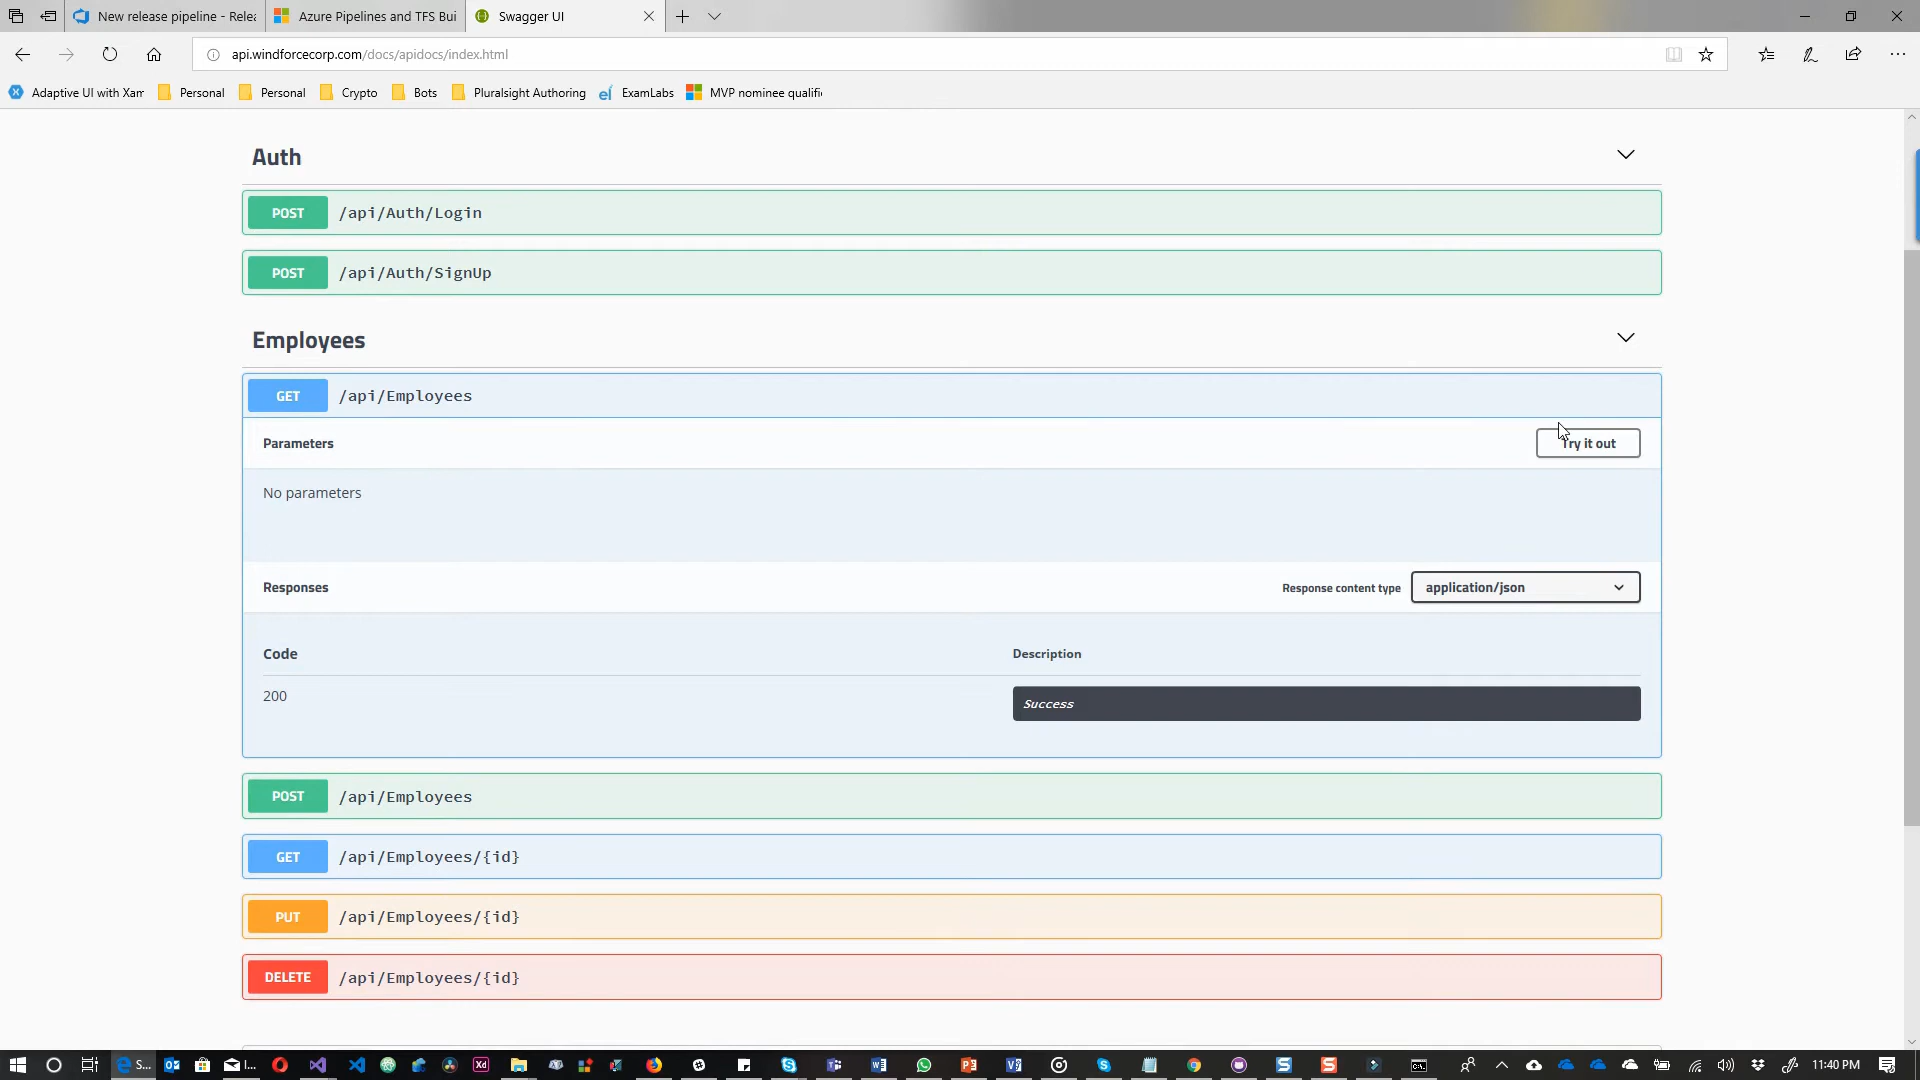 New release pipeline - Relea
Azure Pipelines and TFS Bui
Swagger UI
api.windforcecorp.com/docs/apidocs/index.html
Adaptive UI with Xam
Personal
Personal
Crypto
Bots
Pluralsight Authoring
ExamLabs
MVP nominee qualific
Auth
POST /api/Auth/Login
POST /api/Auth/SignUp
Employees
GET /api/Employees
Parameters
Try it out
No parameters
Responses
Response content type
application/json
Code
Description
200
Success
POST /api/Employees
GET /api/Employees/{id}
PUT /api/Employees/{id}
DELETE /api/Employees/{id}
S...
I...
11:40 PM